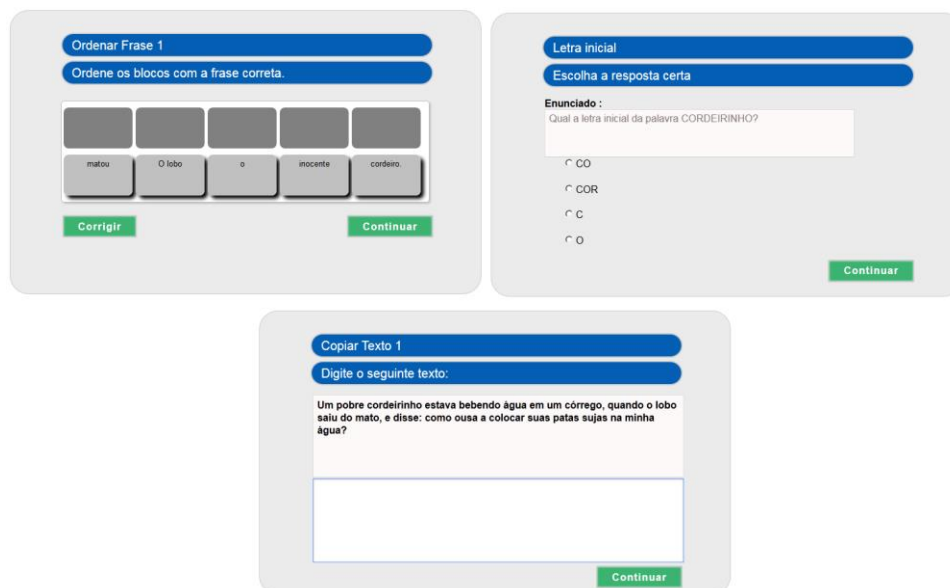 Ordenar Frase 1
Ordene os blocos com a frase correta.
matou O lobo o inocente cordeiro.
Corrigir Continuar
Letra inicial
Escolha a resposta certa
Enunciado :
Qual a letra inicial da palavra CORDEIRINHO?
CO
COR
C
O
Continuar
Copiar Texto 1
Digite o seguinte texto:
Um pobre cordeirinho estava bebendo água em um córrego, quando o lobo
saiu do mato, e disse: como ousa a colocar suas patas sujas na minha
água?
Continuar